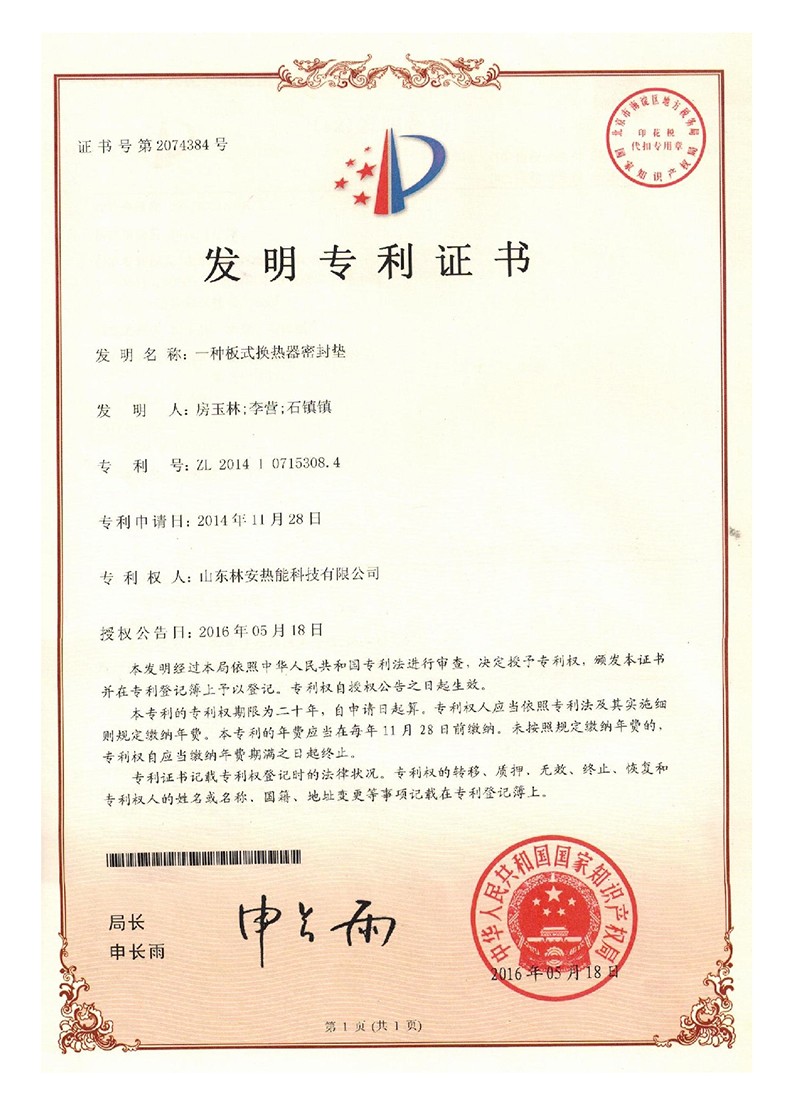 证书号第2074384号
北京市海淀区地方税务局
印花税
代扣专用章
国家知识产权局
发明专利证书
发 明 名 称：一种板式换热器密封垫
发 明 人：房玉林;李营;石镇镇
专 利 号：ZL 2014 1 0715308.4
专利申请日：2014年11月28日
专 利 权 人：山东林安热能科技有限公司
授权公告日：2016年05月18日
本发明经过本局依照中华人民共和国专利法进行审查，决定授予专利权，颁发本证书
并在专利登记簿上予以登记。专利权自授权公告之日起生效。
本专利的专利权期限为二十年，自申请日起算。专利权人应当依照专利法及其实施细
则规定缴纳年费。本专利的年费应当在每年11月28日前缴纳。未按照规定缴纳年费的，
专利权自应当缴纳年费期满之日起终止。
专利证书记载专利权登记时的法律状况。专利权的转移、质押、无效、终止、恢复和
专利权人的姓名或名称、国籍、地址变更等事项记载在专利登记簿上。
局长
申长雨
申长雨
中华人民共和国国家知识产权局
2016年05月18日
第1页(共1页)